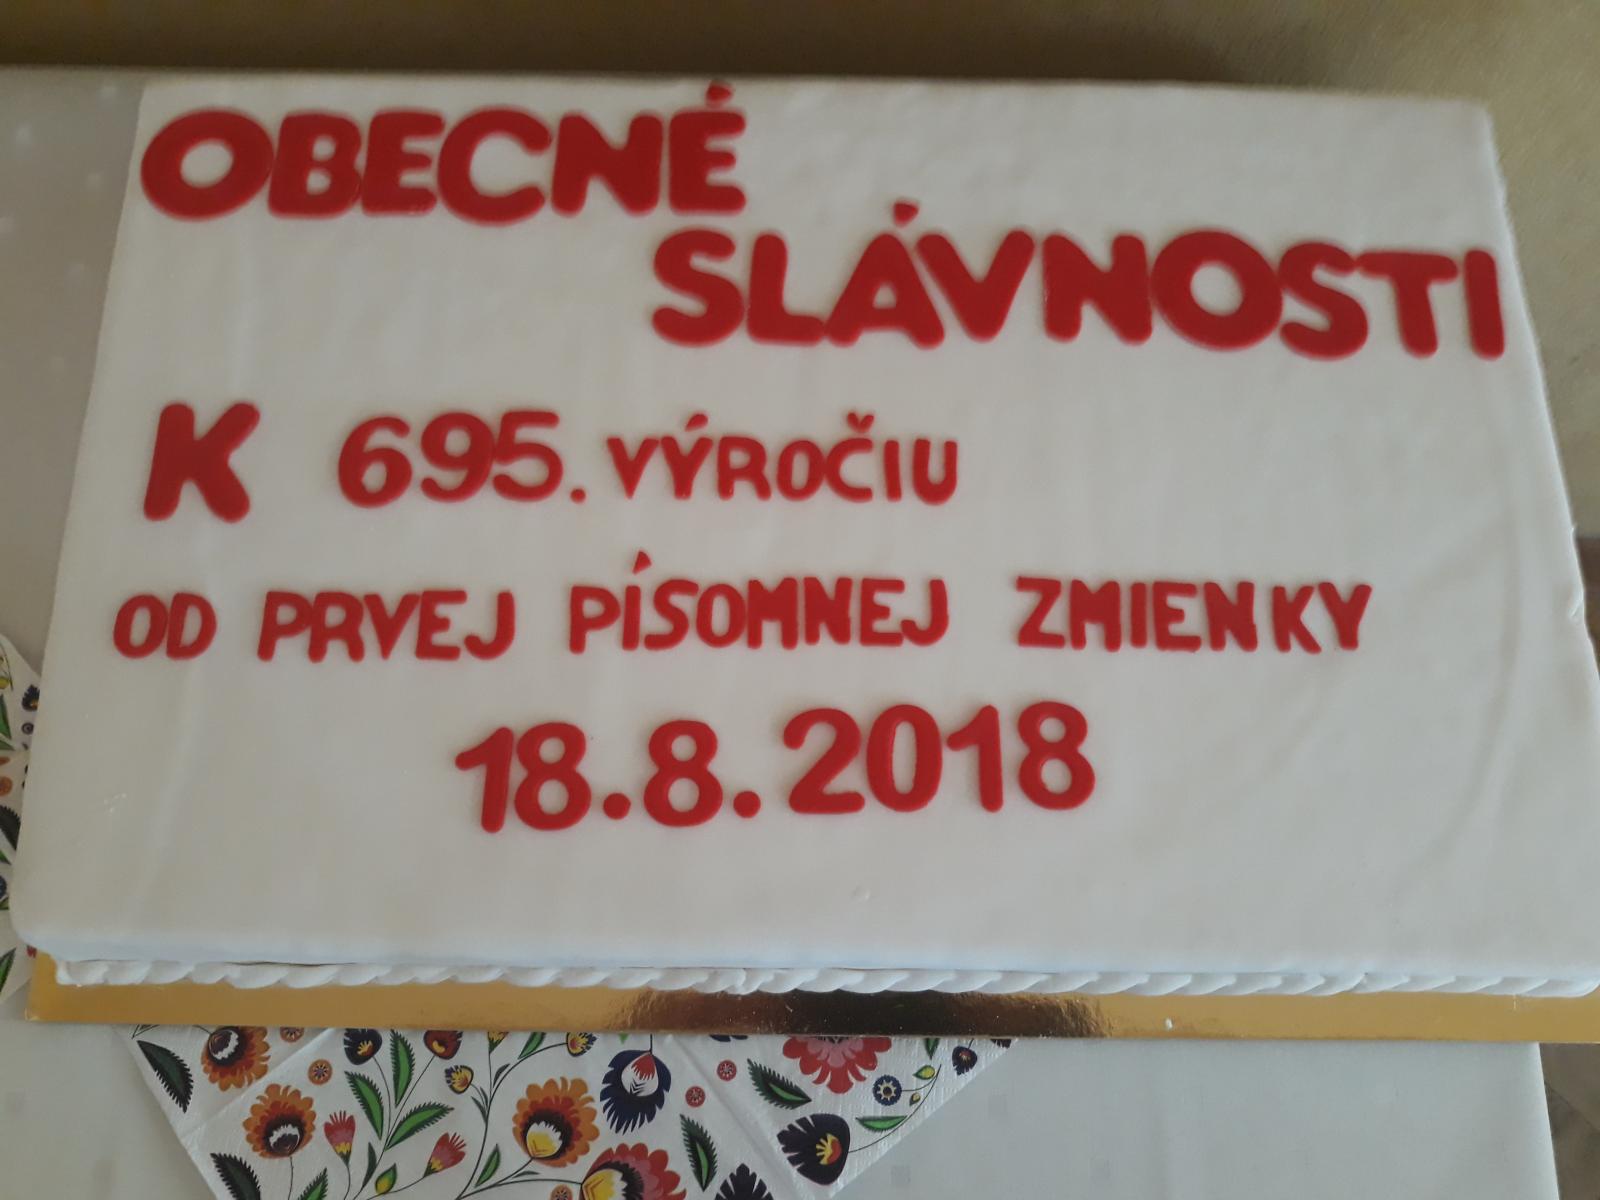 OBECNÉ
SLÁVNOSTI
K 695. VÝROČIU
OD PRVEJ PÍSOMNEJ ZMIENKY
18.8.2018